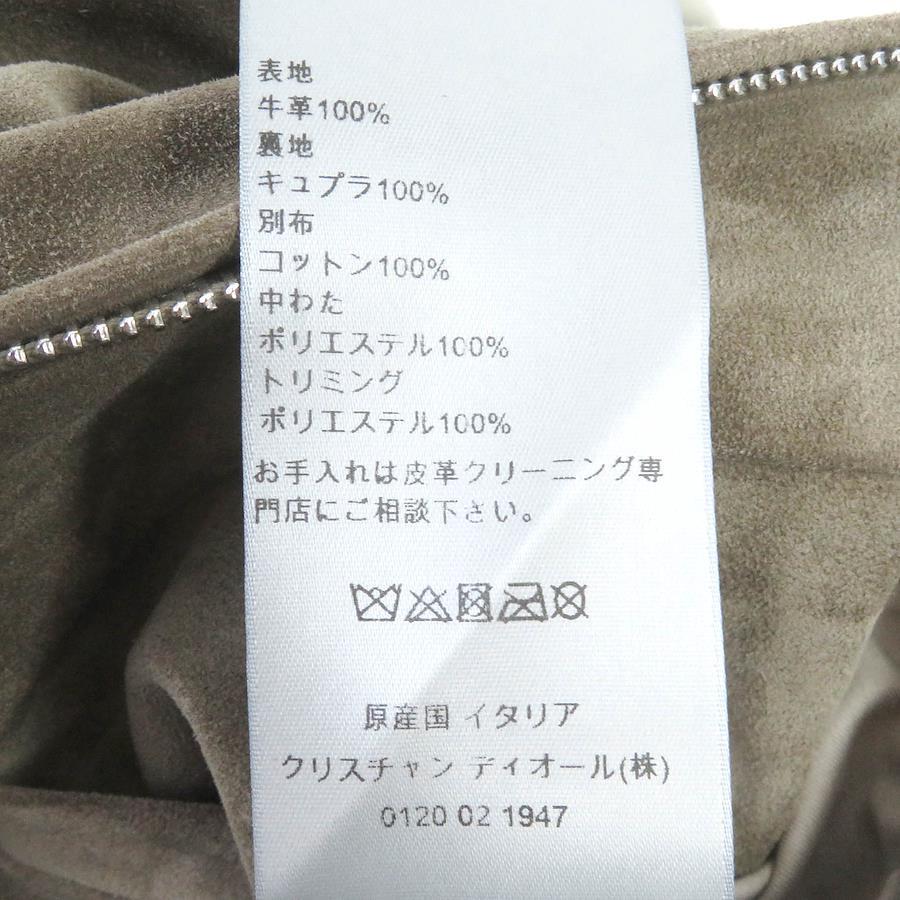 表地
牛革100%
裏地
キュプラ100%
別布
コットン100%
中わた
ポリエステル100%
トリミング
ポリエステル100%
お手入れは皮革クリーニング専
門店にご相談下さい。
原産国 イタリア
クリスチャン ディオール(株)
0120 02 1947